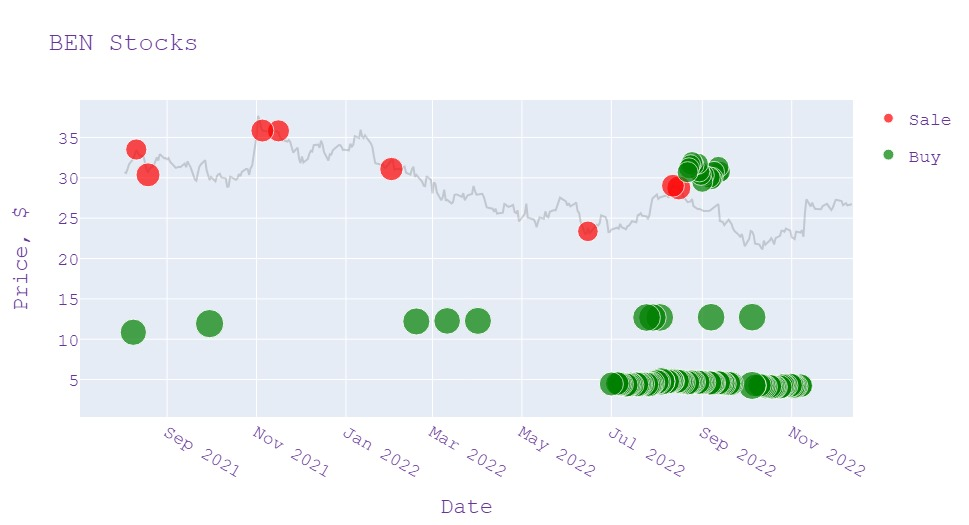 BEN Stocks
Sale
Buy
Price, $
35
30
25
20
15
10
5
Sep 2021
Nov 2021
Jan 2022
Mar 2022
May 2022
Jul 2022
Sep 2022
Nov 2022
Date